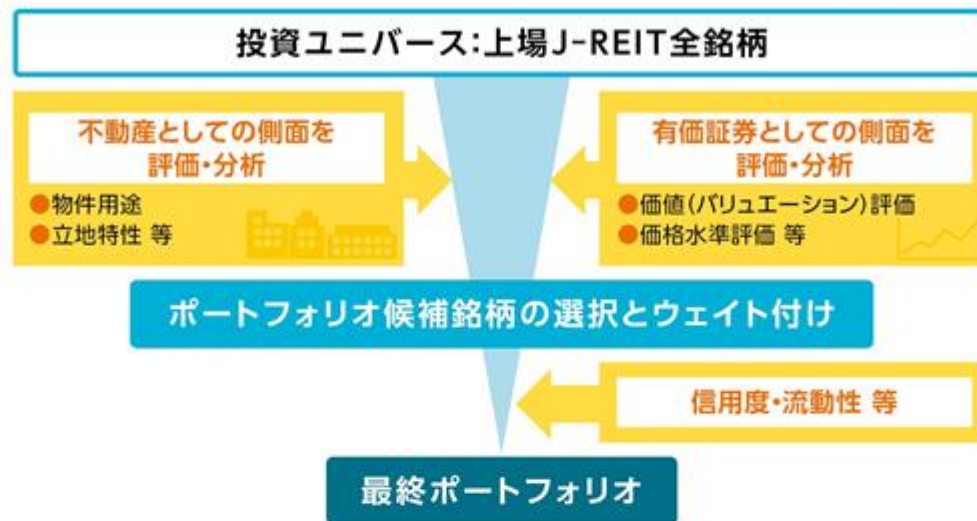 投資ユニバース:上場J-REIT全銘柄
不動産としての側面を
評価・分析
●物件用途
●立地特性 等
有価証券としての側面を
評価・分析
●価値(バリュエーション)評価
●価格水準評価 等
ポートフォリオ候補銘柄の選択とウェイト付け
信用度・流動性 等
最終ポートフォリオ